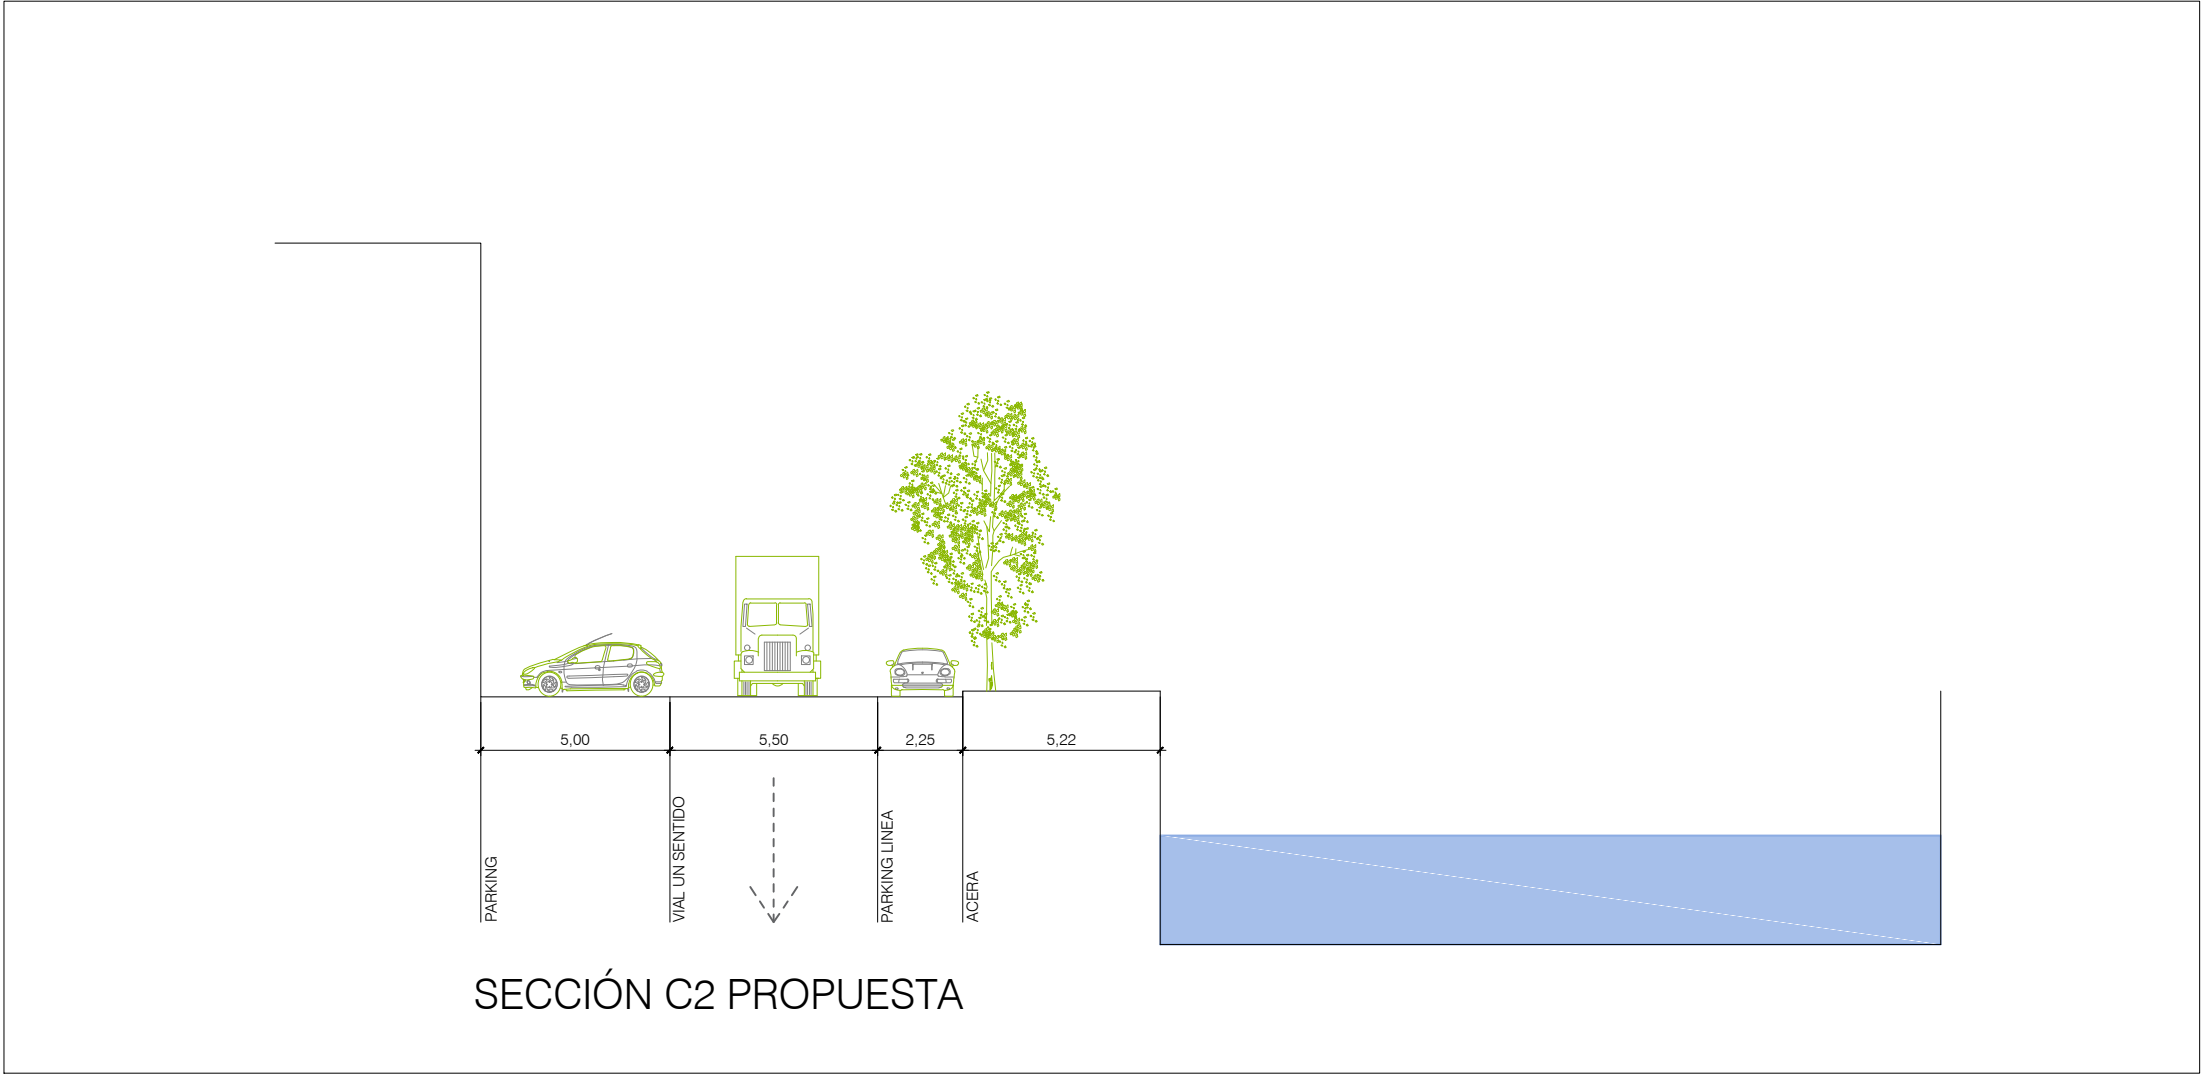 5,00
5,50
2,25
5,22
PARKING
VIAL UN SENTIDO
PARKING LINEA
ACERA
SECCIÓN C2 PROPUESTA